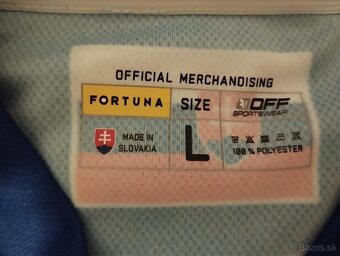 OFFICIAL MERCHANDISING
FORTUNA SIZE OFF
SPORTSWEAR
MADE IN
SLOVAKIA
L
100% POLYESTER
Bazos.sk